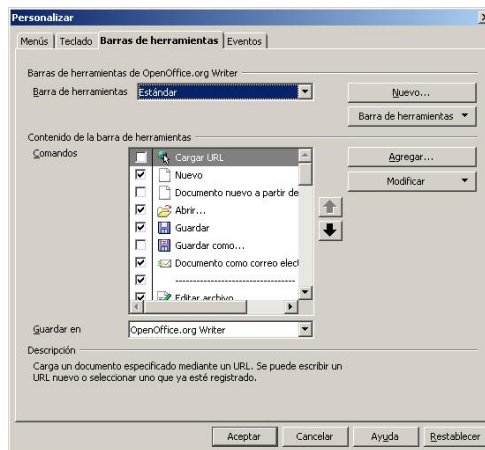 Personalizar
Menús Teclado Barras de herramientas Eventos
Barras de herramientas de OpenOffice.org Writer
Barra de herramientas Estándar Nuevo...
Barra de herramientas
Contenido de la barra de herramientas
Comandos Cargar URL Agregar...
Nuevo Modificar
Documento nuevo a partir de
Abrir...
Guardar
Guardar como...
Documento como correo elect
--------------------------------
Editar archivo
Guardar en OpenOffice.org Writer
Descripción
Carga un documento especificado mediante un URL. Se puede escribir un
URL nuevo o seleccionar uno que ya esté registrado.
Aceptar Cancelar Ayuda Restablecer